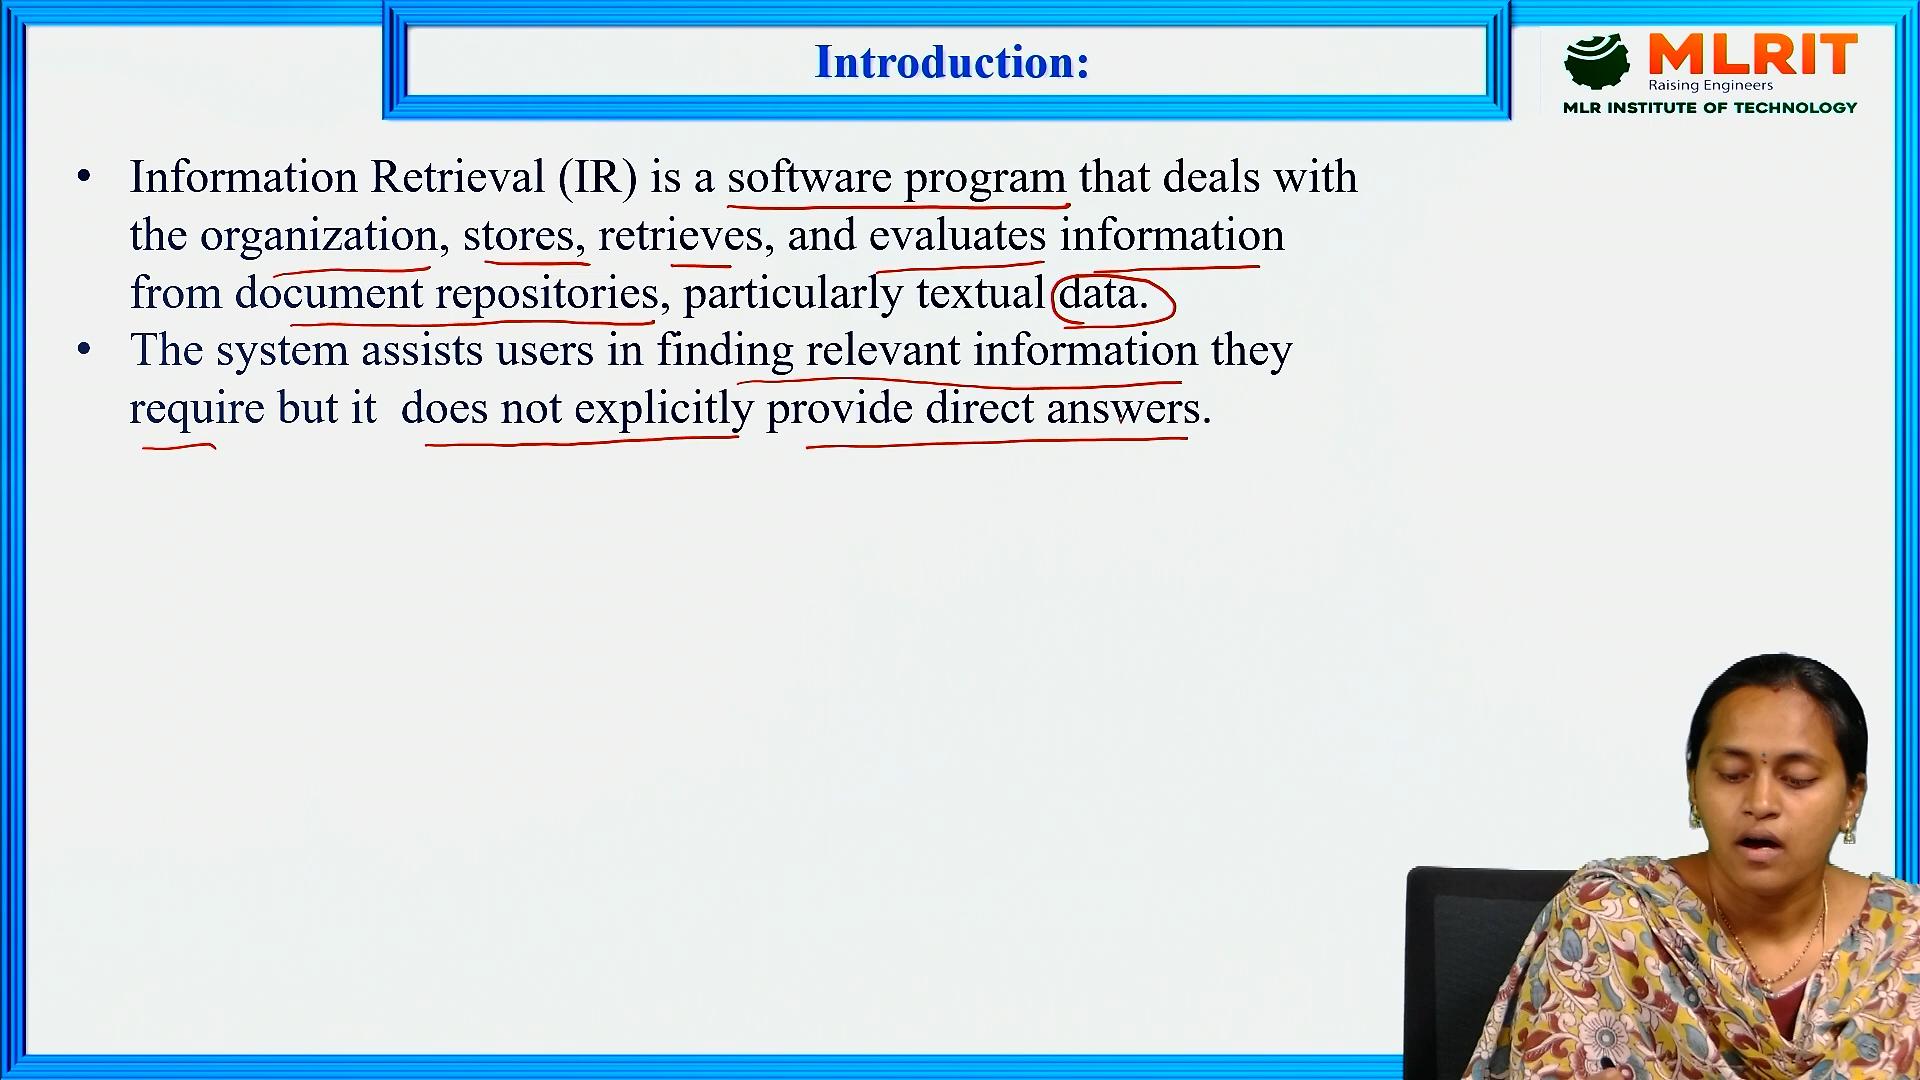 Introduction:
MLRIT
Raising Engineers
MLR INSTITUTE OF TECHNOLOGY
• Information Retrieval (IR) is a software program that deals with
the organization, stores, retrieves, and evaluates information
from document repositories, particularly textual data.
• The system assists users in finding relevant information they
require but it does not explicitly provide direct answers.